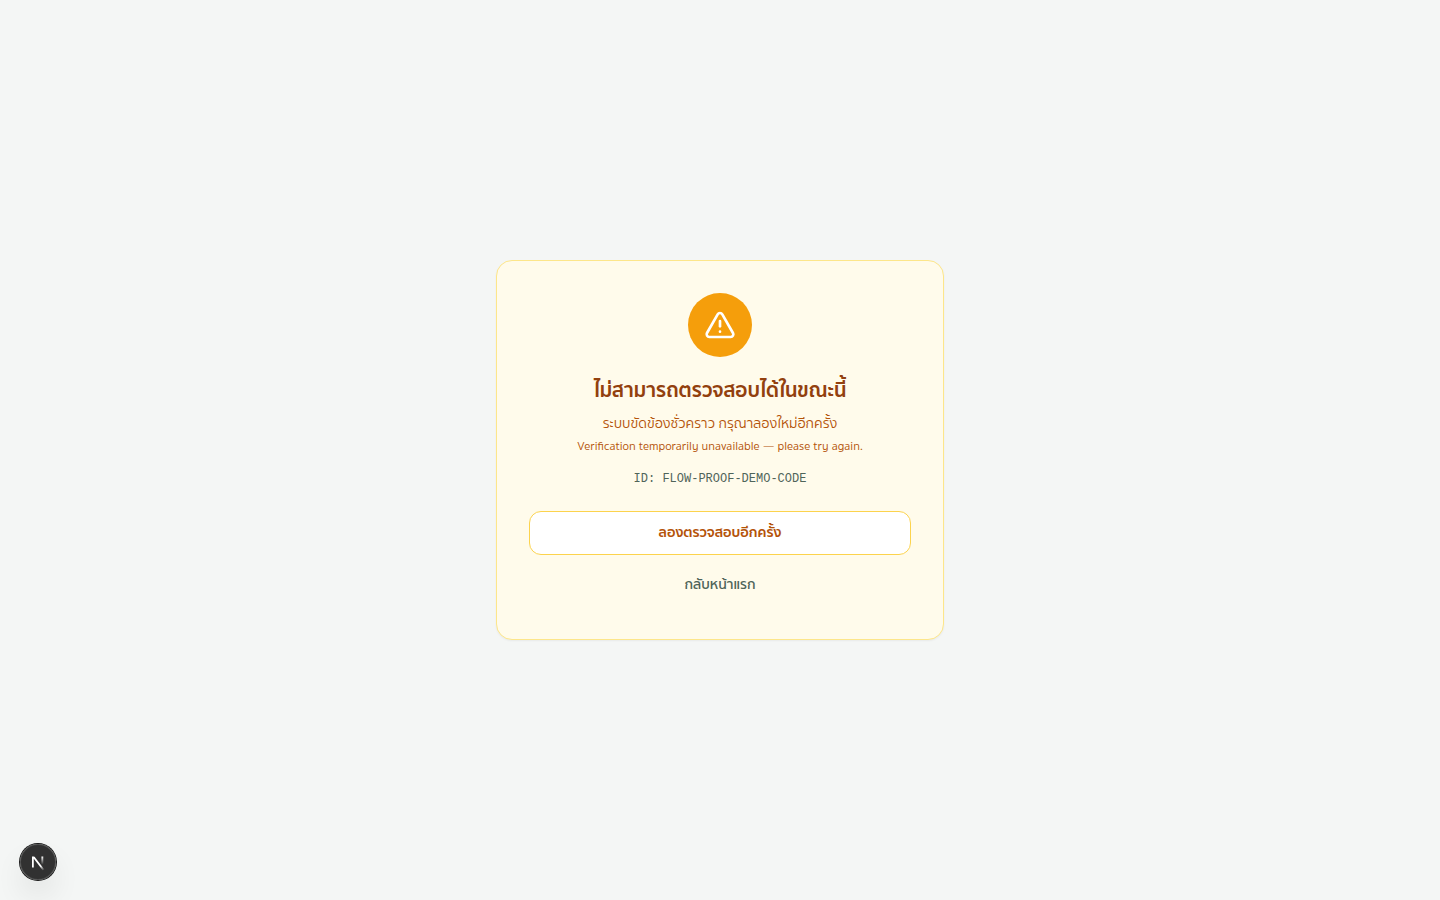 ไม่สามารถตรวจสอบได้ในขณะนี้
ระบบขัดข้องชั่วคราว กรุณาลองใหม่อีกครั้ง
Verification temporarily unavailable — please try again.
ID: FLOW-PROOF-DEMO-CODE
ลองตรวจสอบอีกครั้ง
กลับหน้าแรก
N